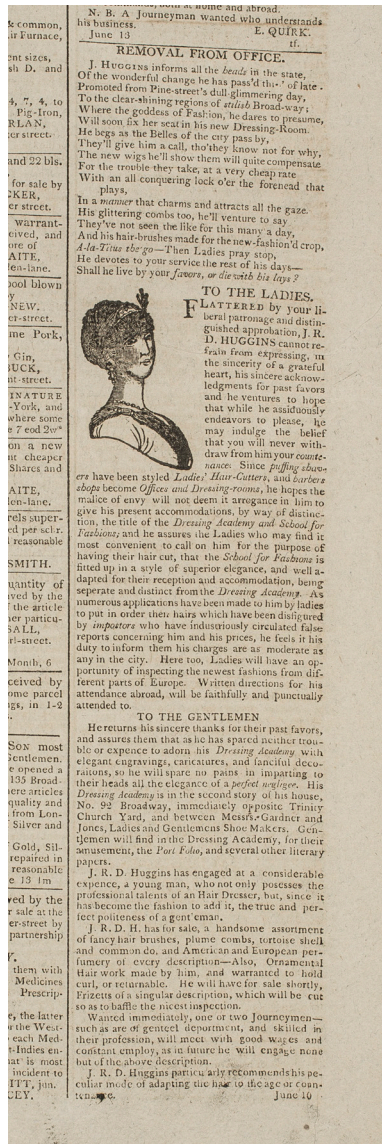 both at home and abroad.
N. B. A Journeyman wanted who understands
his business.
E. QUIRK.
June 13
tf.
REMOVAL FROM OFFICE.
J. HUGGINS informs all the heads in the state,
Of the wonderful change he has pass'd th of late
Promoted from Pine-street's dull glimmering day,
To the clear-shining regions of stylish Broad-way;
Where the goddess of Fashion, he dares to presume,
Will soon fix her seat in his new Dressing-Room.
He begs as the Belles of the city pass by,
They'll give him a call, tho'they know not for why,
The new wigs he'll show them will quite compensate
For the trouble they take, at a very cheap rate
With an all conquering lock o'er the forenead that
plays,
In a manner that charms and attracts all the gaze.
His glittering combs too, he'll venture to say
They've not seen the like for this many a day,
And his hair-brushes made for the new-fashion'd crop,
A-la-Titus the go—Then Ladies pray stop,
He devotes to your service the rest of his days—
Shall he live by your favors, or die with his lays?
TO THE LADIES.
FLATTERED by your li-
beral patronage and distin-
guished approbation, J. R.
D. HUGGINS cannot re-
frain from expressing, in
the sincerity of a grateful
heart, his sincere acknow-
ledgments for past favors
and he ventures to hope
that while he assiduously
endeavors to please, he
may indulge the belief
that you will never with-
draw from him your counte-
nance. Since puffing shav-
ers have been styled Ladies' Hair-Cutters, and barbers
shops become Offices and Dressing-rooms, he hopes the
malice of envy will not deem it arrogance in him to
give his present accommodations, by way of distinc-
tion, the title of the Dressing Academy and School for
Fashions; and he assures the Ladies who may find it
most convenient to call on him for the purpose of
having their hair cut, that the School for Fashions is
fitted up in a style of superior elegance, and well a-
dapted for their reception and accommodation, being
seperate and distinct from the Dressing Academy. As
numerous applications have been made to him by ladies
to put in order their hairs which have been disfigured
by impostors who have industriously circulated false
reports concerning him and his prices, he feels it his
duty to inform them his charges are as moderate as
any in the city. Here too, Ladies will have an op-
portunity of inspecting the newest fashions from dif-
ferent parts of Europe. Written directions for his
attendance abroad, will be faithfully and punctually
attended to.
TO THE GENTLEMEN
He returns his sincere thanks for their past favors,
and assures them that as he has spared neither trou-
ble or expence to adorn his Dressing Academy with
elegant engravings, caricatures, and fanciful deco-
rations, so he will spare no pains in imparting to
their heads all the elegance of a perfect negligee. His
Dressing Academy is in the second story of his house,
No. 92 Broadway, immediately opposite Trinity
Church Yard, and between Messrs. Gardner and
Jones, Ladies and Gentlemens Shoe Makers. Gen-
tlemen will find in the Dressing Academy, for their
amusement, the Port Folio, and several other literary
papers.
J. R. D. Huggins has engaged at a considerable
expence, a young man, who not only posesses the
professional talents of an Hair Dresser, but, since it
has become the fashion to add it, the true and per-
fect politeness of a gent eman.
J. R. D. H. has for sale, a handsome assortment
of fancy hair brushes, plume combs, tortoise shell
and common do. and American and European per-
fumery of every description—Also, Ornamental
Hair work made by him, and warranted to hold
curl, or returnable. He will have for sale shortly,
Frizetts of a singular description, which will be cut
so as to baffle the nicest inspection.
Wanted immediately, one or two Journeymen—
such as are of genteel deportment, and skilled in
their profession, will meet with good wages and
constant employ, as in future he will engage none
but of the above description.
J. R. D. Huggins particularly recommends his pe-
culiar mode of adapting the hair to the age or coun-
tenance.
June 10